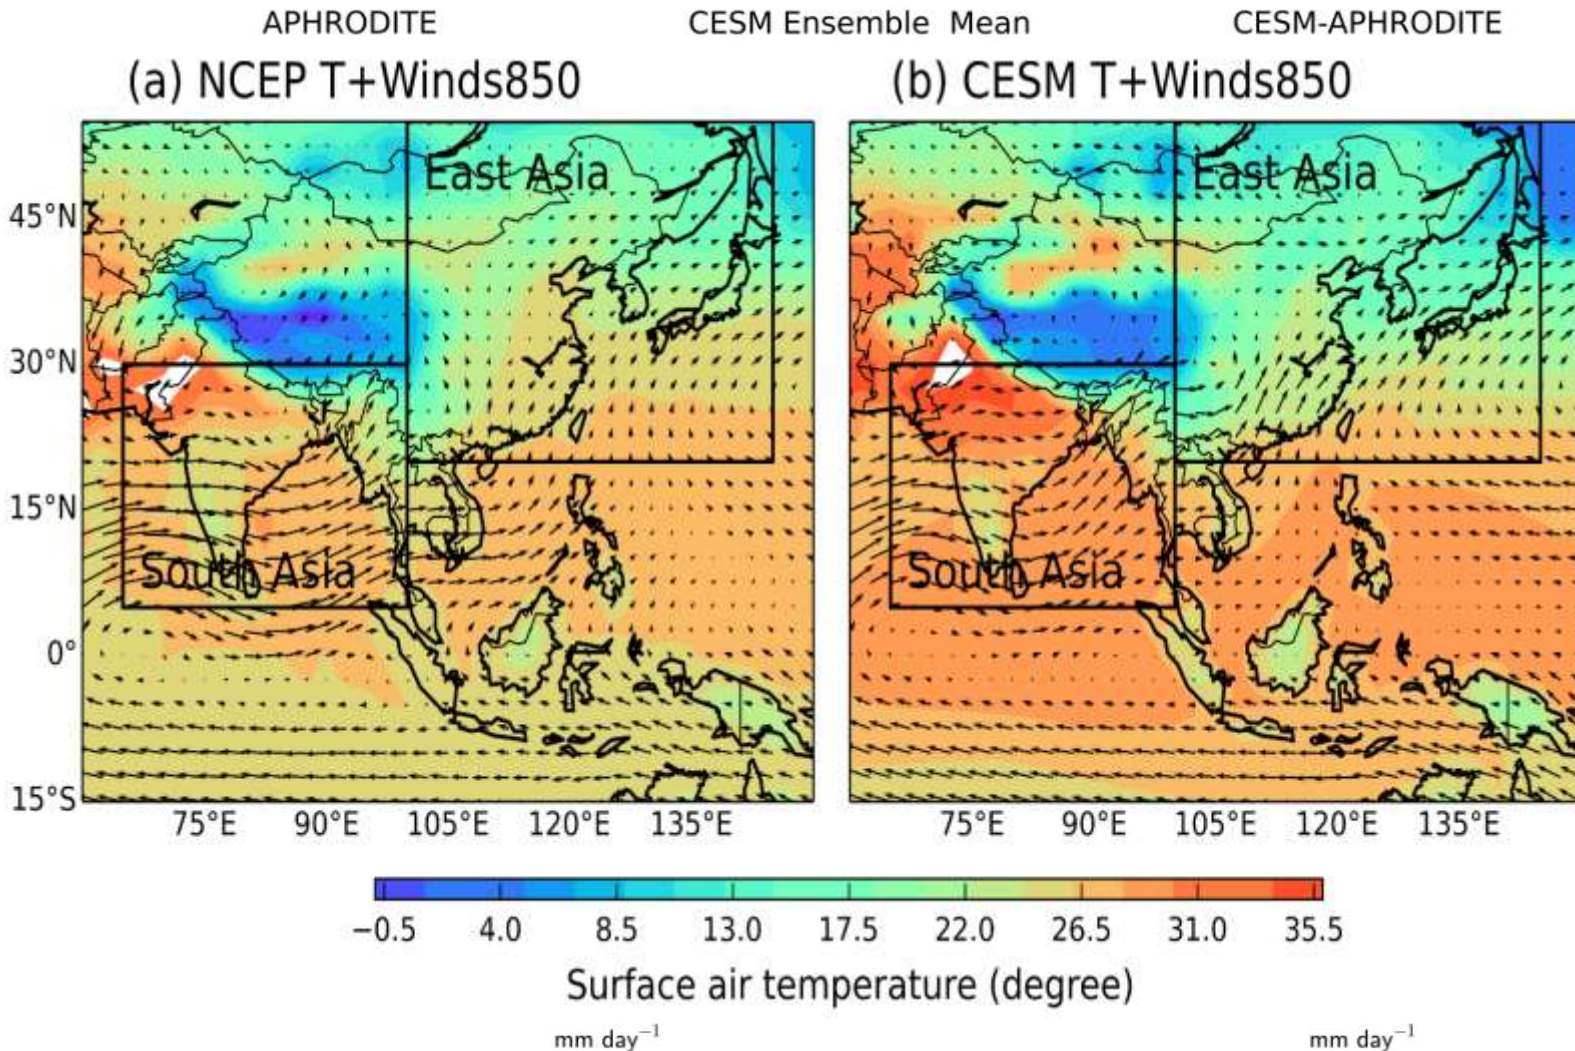 APHRODITE CESM Ensemble Mean CESM-APHRODITE
(a) NCEP T+Winds850 (b) CESM T+Winds850
East Asia East Asia
45°N
30°N
15°N
South Asia South Asia
0°
15°S
75°E 90°E 105°E 120°E 135°E 75°E 90°E 105°E 120°E 135°E
−0.5 4.0 8.5 13.0 17.5 22.0 26.5 31.0 35.5
Surface air temperature (degree)
mm day⁻¹ mm day⁻¹